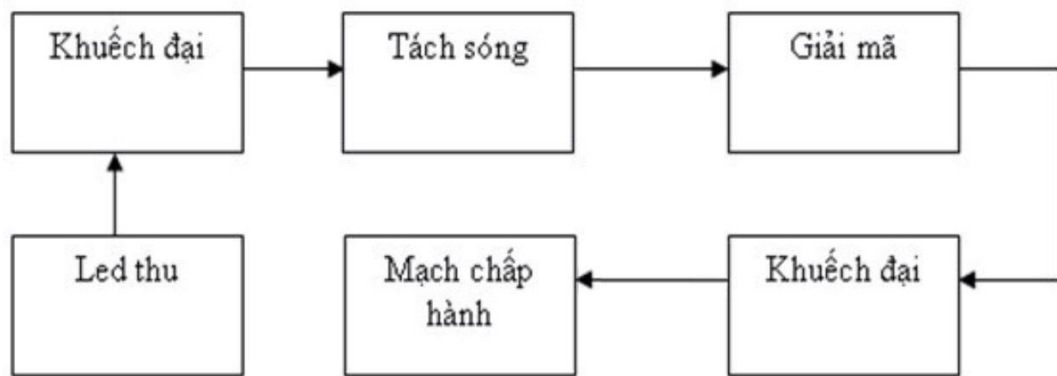 Khuếch đại
Tách sóng
Giải mã
Led thu
Mạch chấp
hành
Khuếch đại